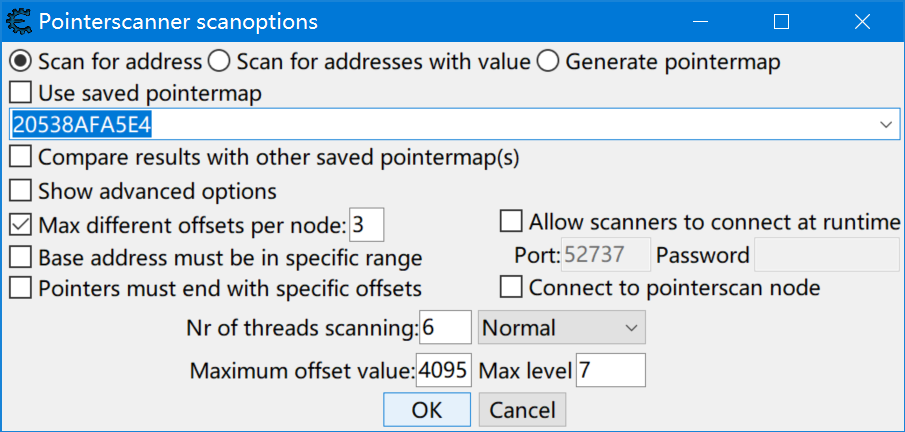 Pointerscanner scanoptions
Scan for address Scan for addresses with value Generate pointermap
Use saved pointermap
20538AFA5E4
Compare results with other saved pointermap(s)
Show advanced options
Max different offsets per node: 3 Allow scanners to connect at runtime
Base address must be in specific range Port: 52737 Password
Pointers must end with specific offsets Connect to pointerscan node
Nr of threads scanning: 6 Normal
Maximum offset value: 4095 Max level 7
OK Cancel